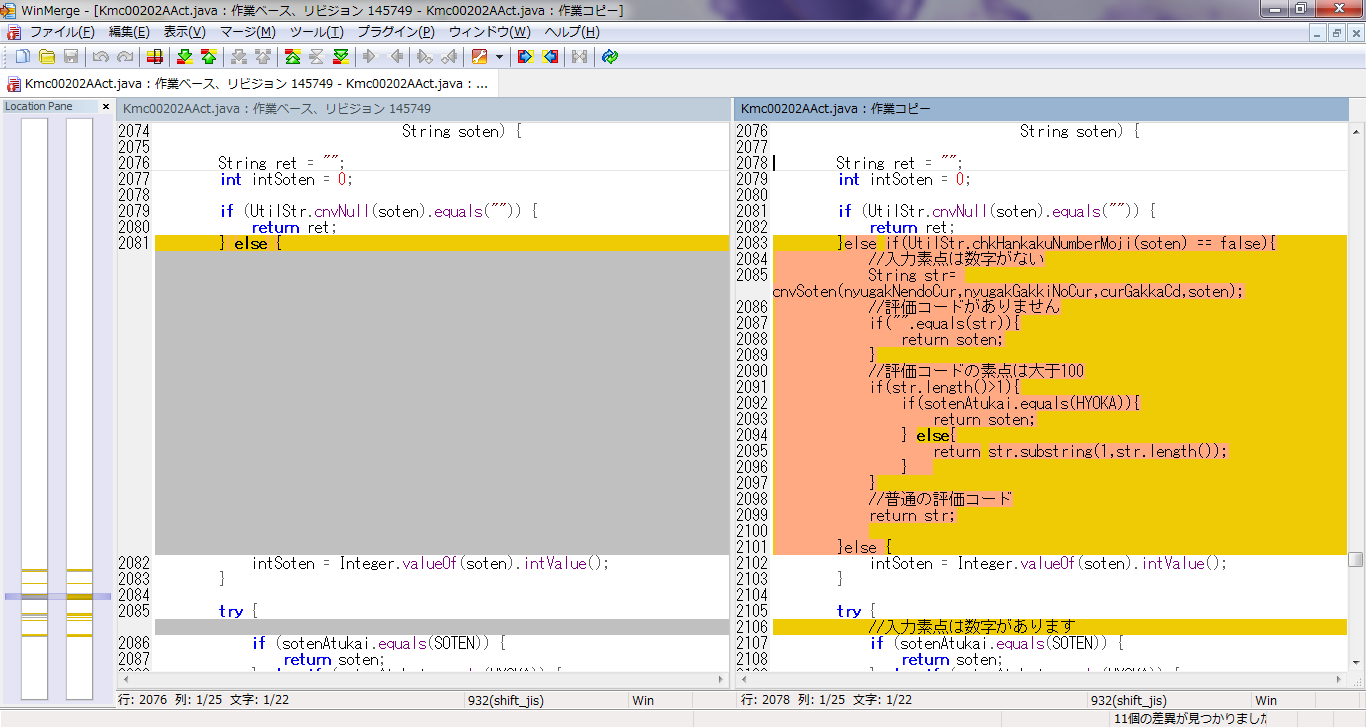 WinMerge - [Kmc00202AAct.java : 作業ベース、リビジョン 145749 - Kmc00202AAct.java : 作業コピー]
ファイル(F) 編集(E) 表示(V) マージ(M) ツール(T) プラグイン(P) ウィンドウ(W) ヘルプ(H)
Kmc00202AAct.java : 作業ベース、リビジョン 145749 - Kmc00202AAct.java : ...
Location Pane
Kmc00202AAct.java : 作業ベース、リビジョン 145749
2074 String soten) {
2075
2076 String ret = "";
2077 int intSoten = 0;
2078
2079 if (UtilStr.cnvNull(soten).equals("")) {
2080 return ret;
2081 } else {
2082 intSoten = Integer.valueOf(soten).intValue();
2083 }
2084
2085 try {
2086 if (sotenAtukai.equals(SOTEN)) {
2087 return soten;
行: 2076 列: 1/25 文字: 1/22 932(shift_jis) Win
Kmc00202AAct.java : 作業コピー
2076 String soten) {
2077
2078 String ret = "";
2079 int intSoten = 0;
2080
2081 if (UtilStr.cnvNull(soten).equals("")) {
2082 return ret;
2083 }else if(UtilStr.chkHankakuNumberMoji(soten) == false){
2084 //入力素点は数字がない
2085 String str=
cnvSoten(nyugakNendoCur,nyugakGakkiNoCur,curGakkaCd,soten);
2086 //評価コードがありません
2087 if("".equals(str)){
2088 return soten;
2089 }
2090 //評価コードの素点は大于100
2091 if(str.length()>1){
2092 if(sotenAtukai.equals(HYOKA)){
2093 return soten;
2094 } else{
2095 return str.substring(1,str.length());
2096 }
2097 }
2098 //普通の評価コード
2099 return str;
2100
2101 }else {
2102 intSoten = Integer.valueOf(soten).intValue();
2103 }
2104
2105 try {
2106 //入力素点は数字があります
2107 if (sotenAtukai.equals(SOTEN)) {
2108 return soten;
行: 2078 列: 1/25 文字: 1/22 932(shift_jis) Win
11個の差異が見つかりました